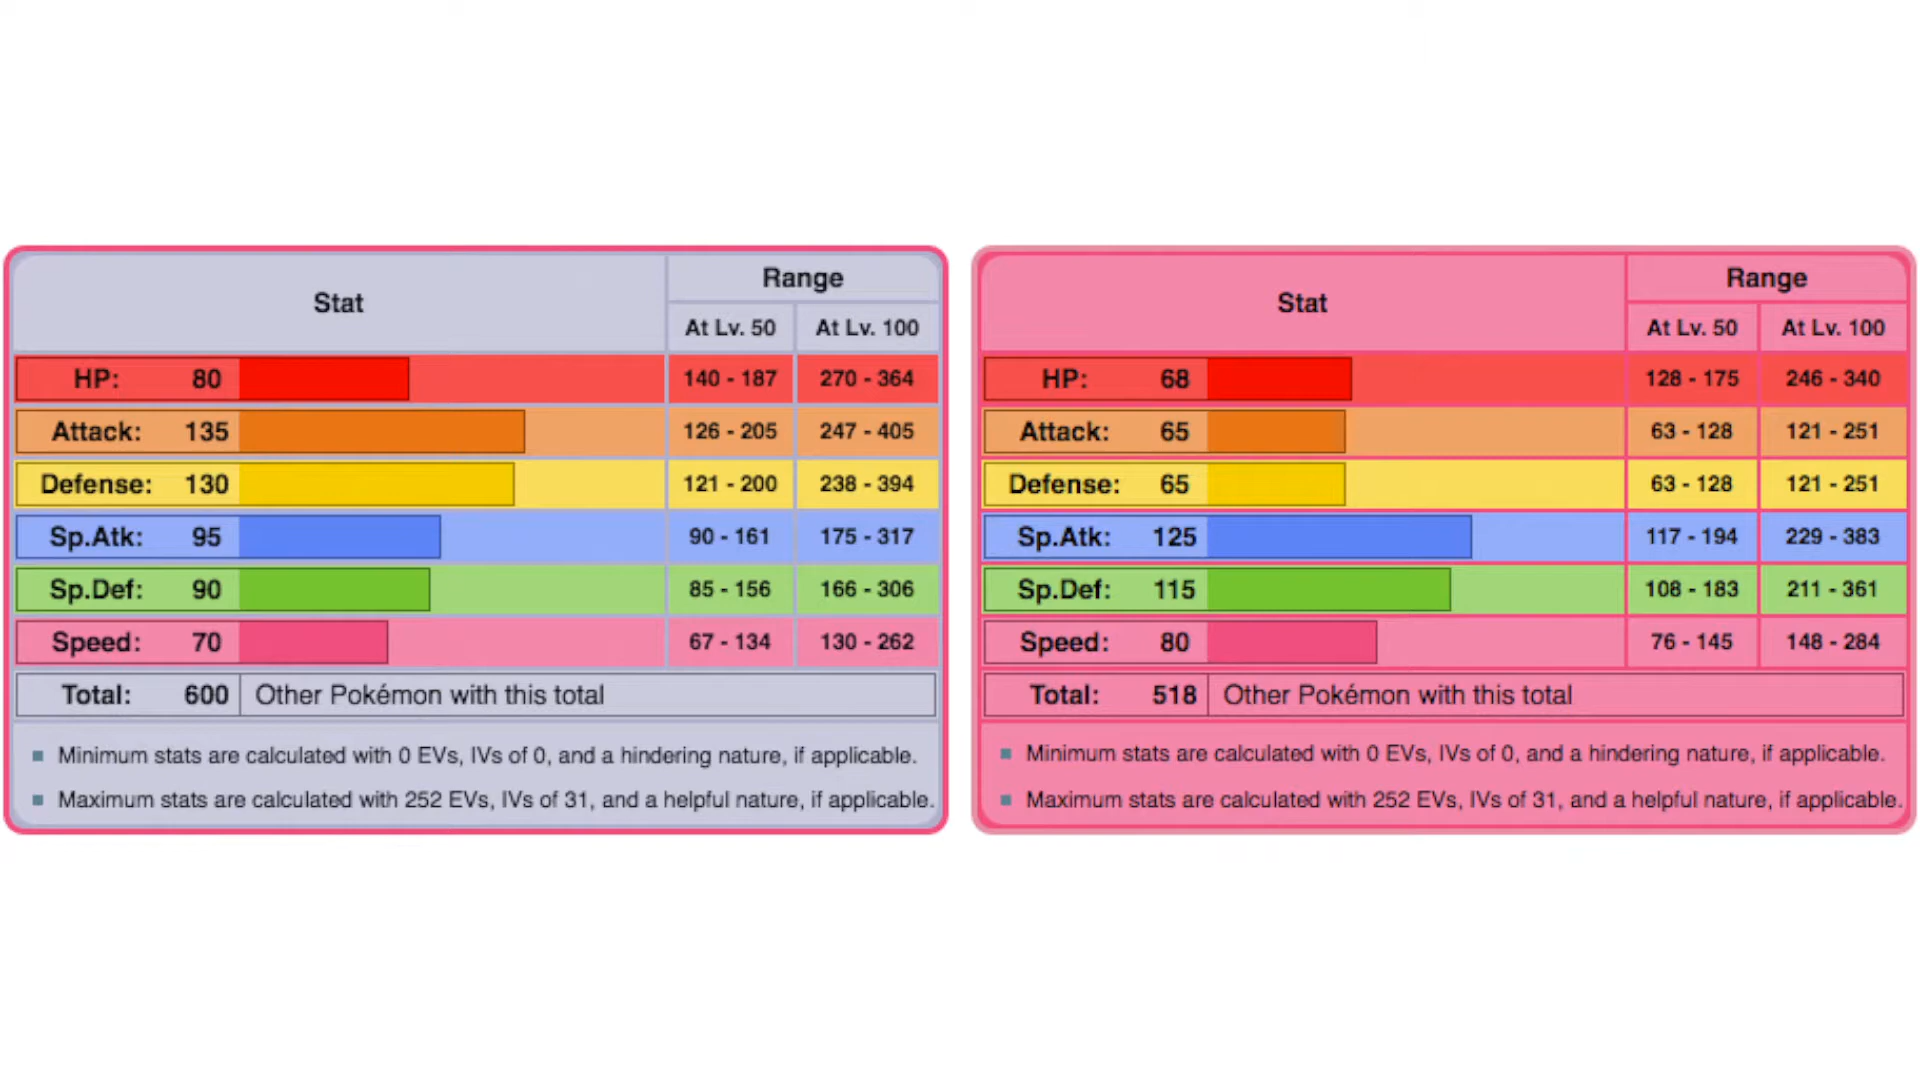 Stat Range
At Lv. 50 At Lv. 100
HP: 80 140 - 187 270 - 364
Attack: 135 126 - 205 247 - 405
Defense: 130 121 - 200 238 - 394
Sp.Atk: 95 90 - 161 175 - 317
Sp.Def: 90 85 - 156 166 - 306
Speed: 70 67 - 134 130 - 262
Total: 600 Other Pokémon with this total
Minimum stats are calculated with 0 EVs, IVs of 0, and a hindering nature, if applicable.
Maximum stats are calculated with 252 EVs, IVs of 31, and a helpful nature, if applicable.
Stat Range
At Lv. 50 At Lv. 100
HP: 68 128 - 175 246 - 340
Attack: 65 63 - 128 121 - 251
Defense: 65 63 - 128 121 - 251
Sp.Atk: 125 117 - 194 229 - 383
Sp.Def: 115 108 - 183 211 - 361
Speed: 80 76 - 145 148 - 284
Total: 518 Other Pokémon with this total
Minimum stats are calculated with 0 EVs, IVs of 0, and a hindering nature, if applicable.
Maximum stats are calculated with 252 EVs, IVs of 31, and a helpful nature, if applicable.